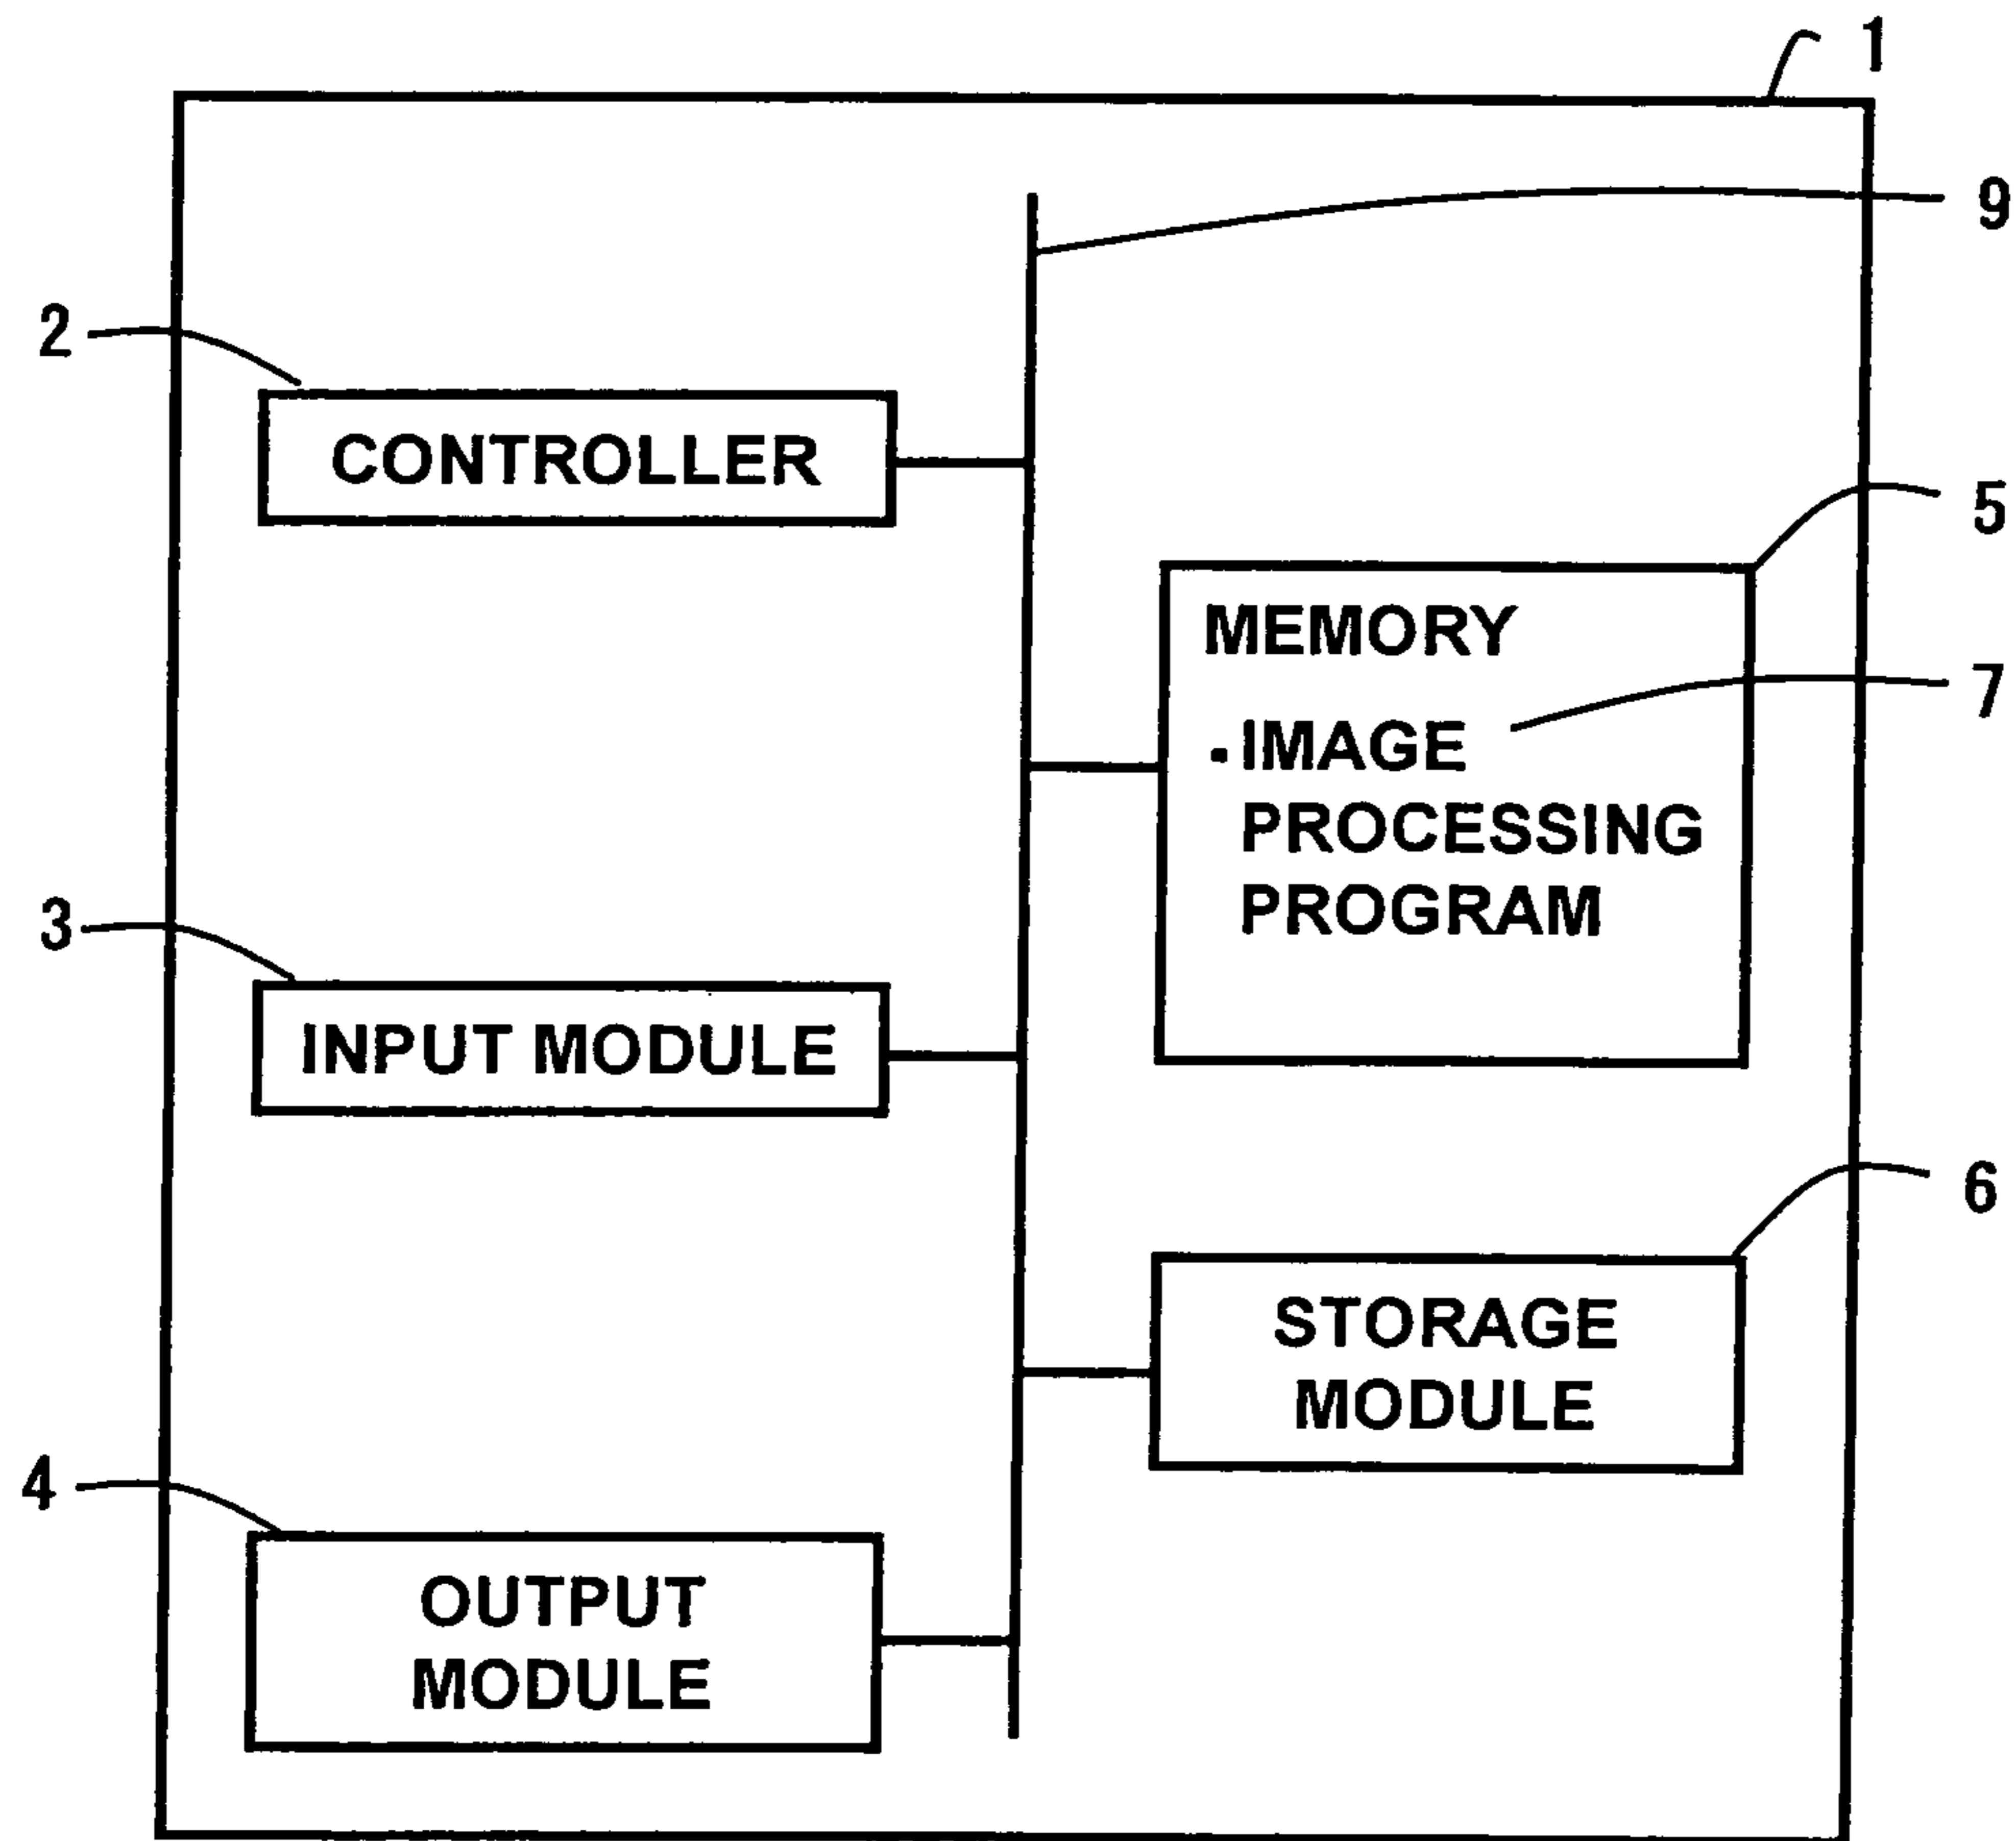 1
9
2
CONTROLLER
5
MEMORY
7
·IMAGE
PROCESSING
PROGRAM
3
INPUT MODULE
6
STORAGE
MODULE
4
OUTPUT
MODULE